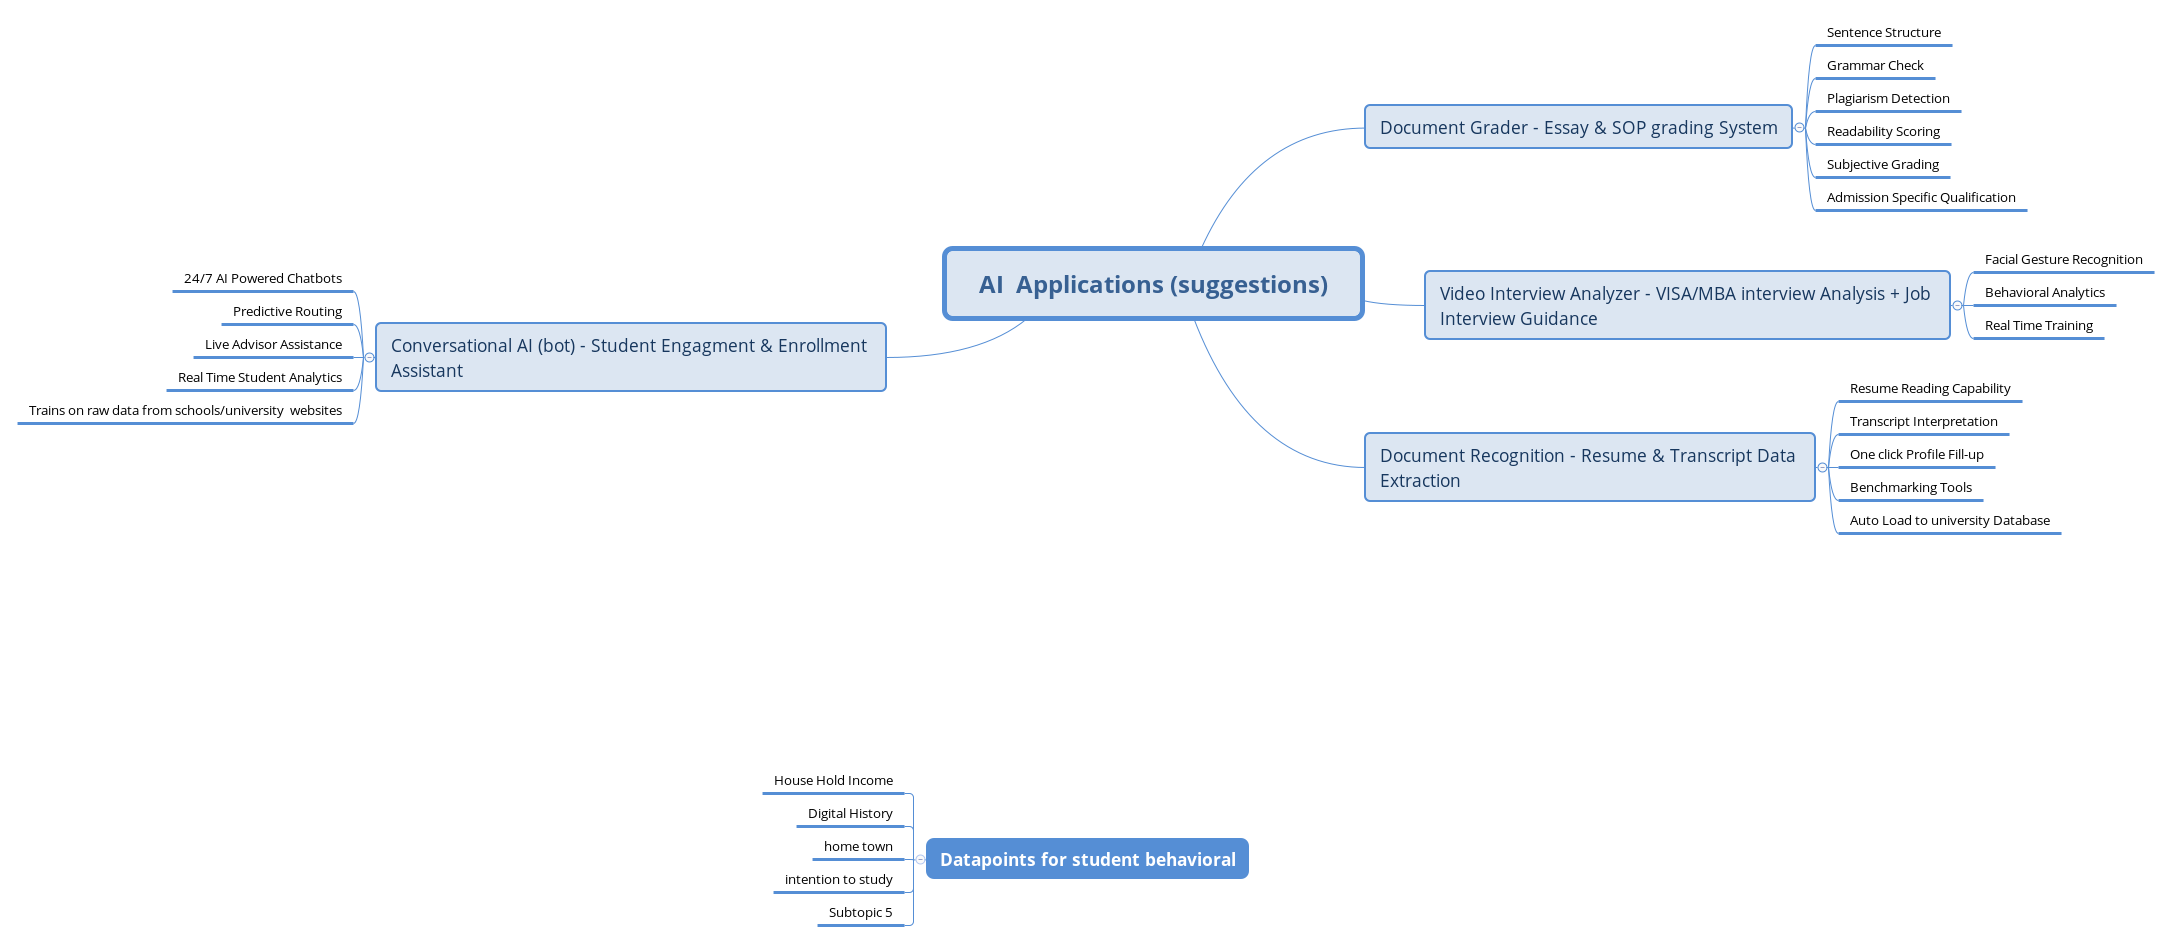 AI  Applications (suggestions)
Document Grader - Essay & SOP grading System
Sentence Structure
Grammar Check
Plagiarism Detection
Readability Scoring
Subjective Grading
Admission Specific Qualification
Video Interview Analyzer - VISA/MBA interview Analysis + Job
Interview Guidance
Facial Gesture Recognition
Behavioral Analytics
Real Time Training
Document Recognition - Resume & Transcript Data
Extraction
Resume Reading Capability
Transcript Interpretation
One click Profile Fill-up
Benchmarking Tools
Auto Load to university Database
Conversational AI (bot) - Student Engagment & Enrollment
Assistant
24/7 AI Powered Chatbots
Predictive Routing
Live Advisor Assistance
Real Time Student Analytics
Trains on raw data from schools/university  websites
Datapoints for student behavioral
House Hold Income
Digital History
home town
intention to study
Subtopic 5